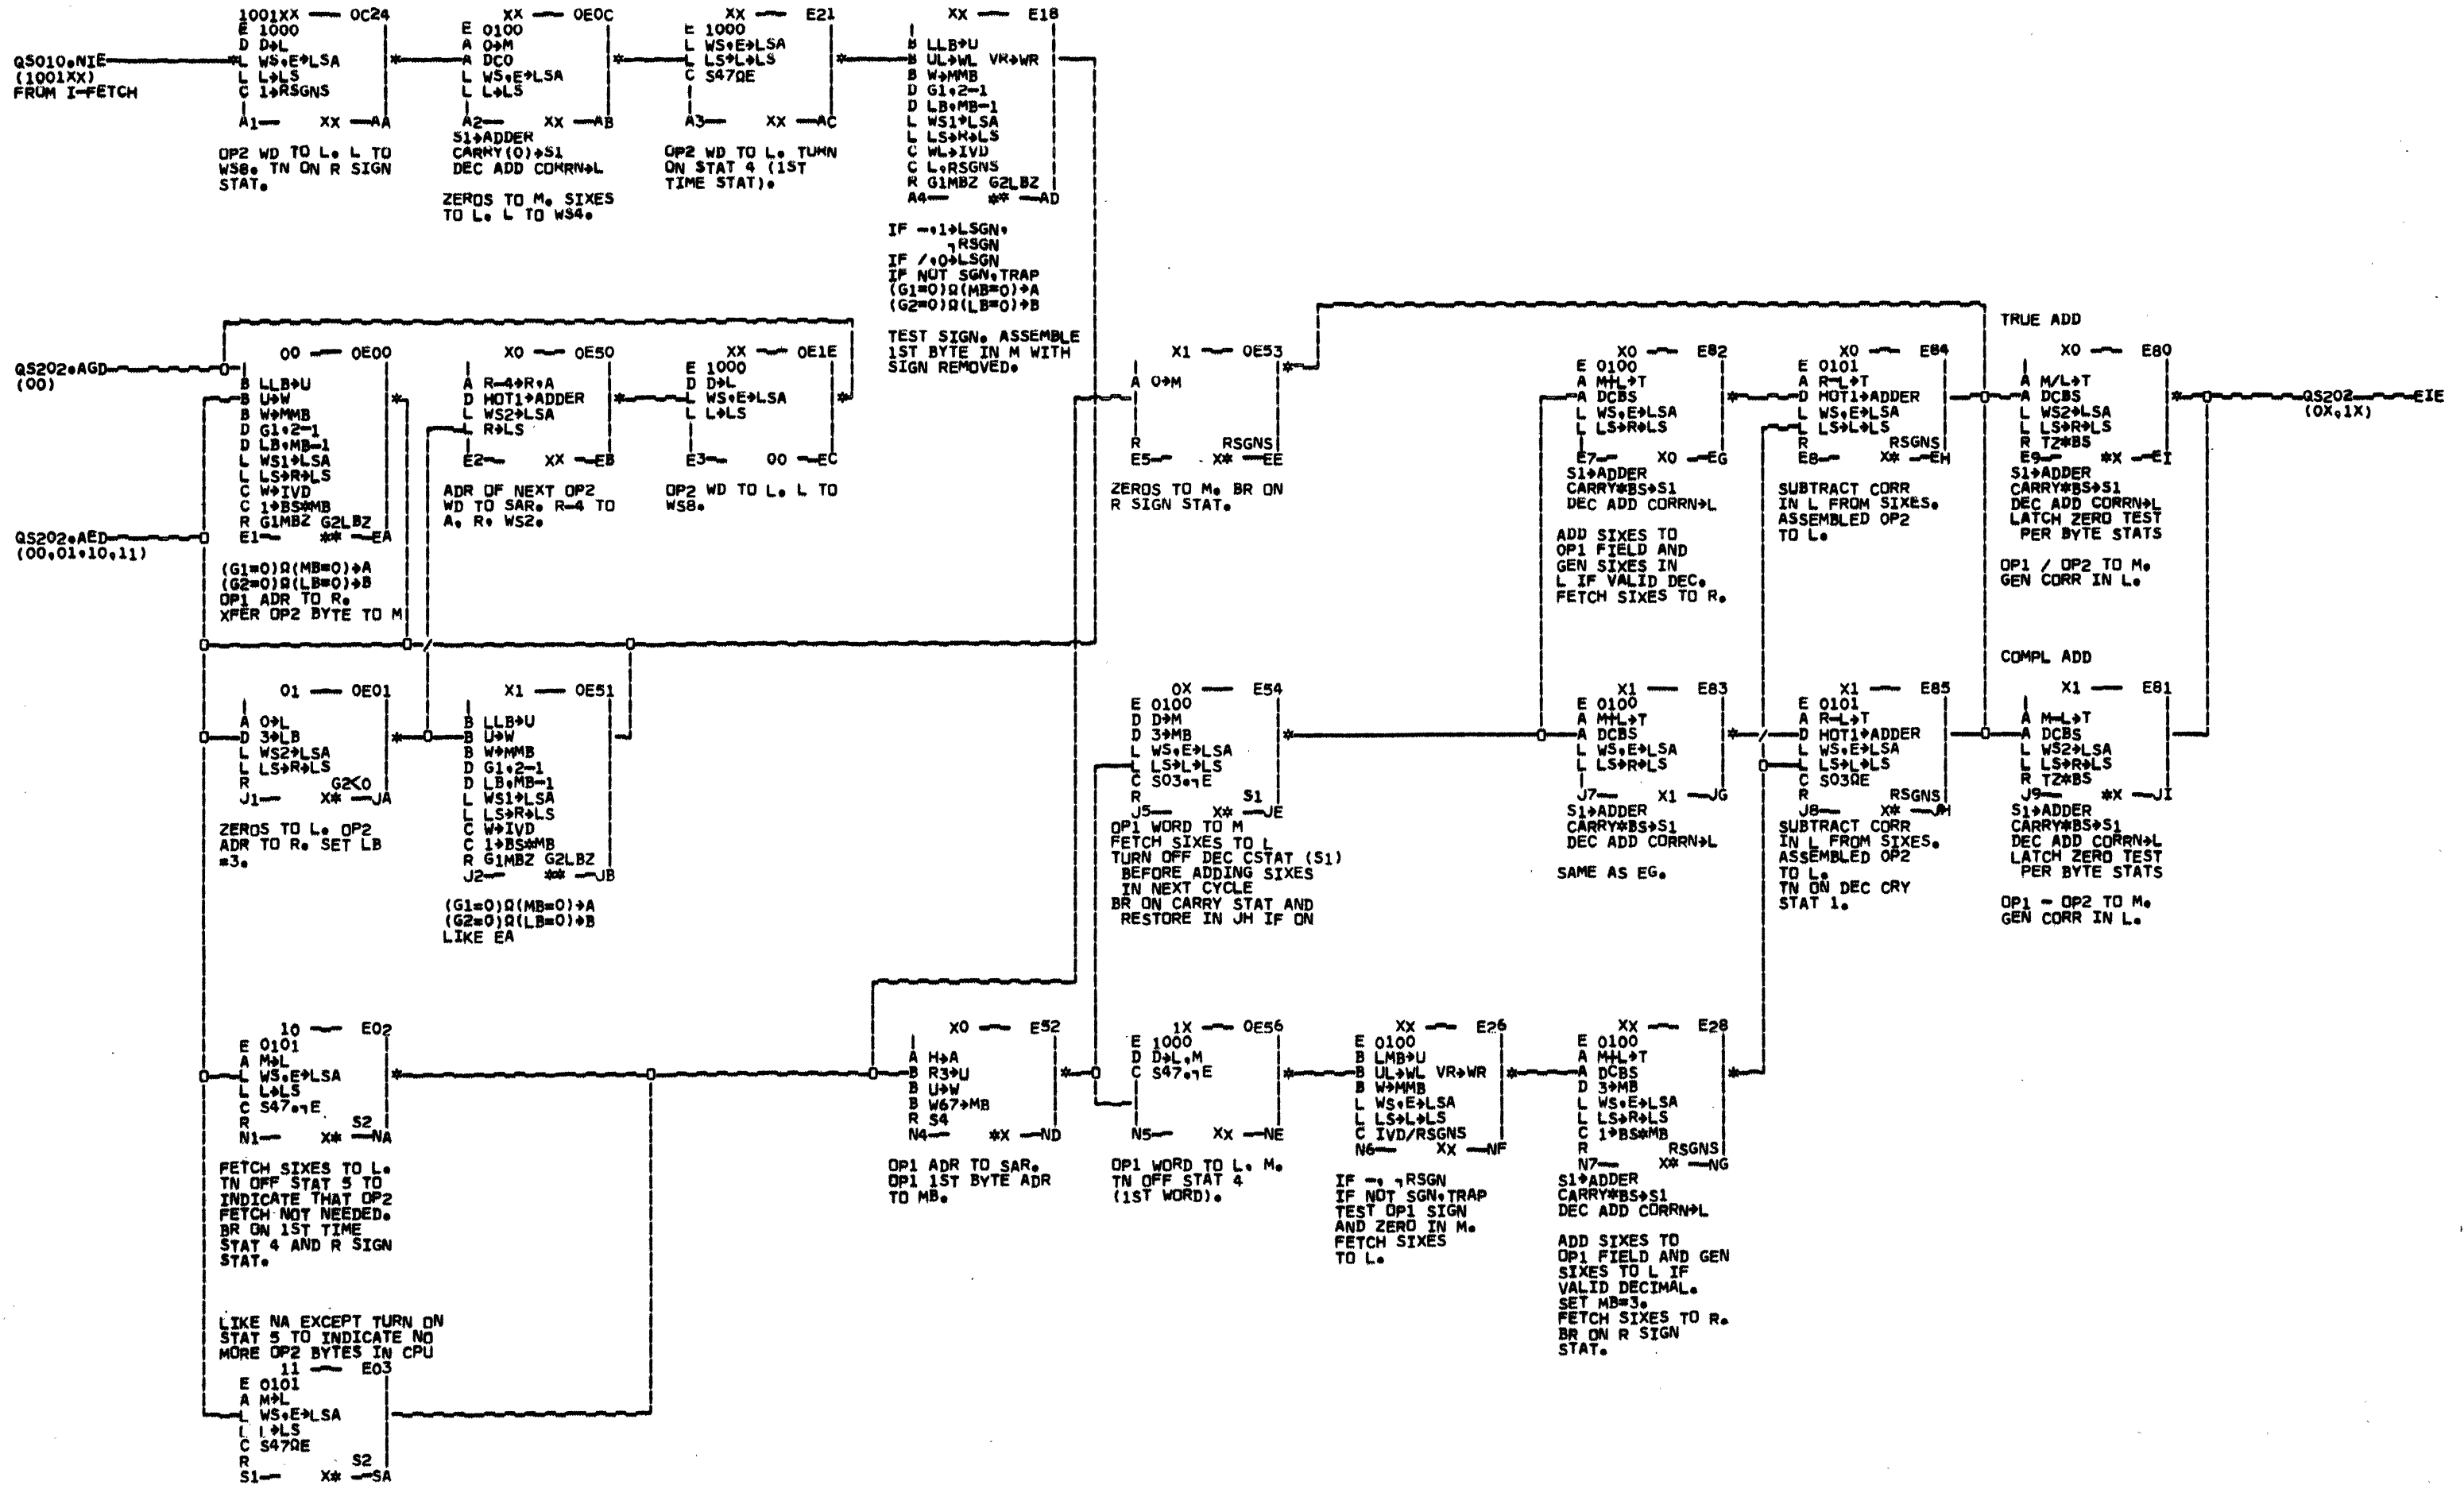 1001XX — 0C24
E 1000
D D→L
*L WS,E→LSA
L L→LS
C 1→RSGNS
A1— XX —AA
OP2 WD TO L. L TO
WS8. TN ON R SIGN
STAT.
QS010.NIE
(1001XX)
FROM I-FETCH
XX — 0E0C
E 0100
A 0→M
*A DC0
L WS,E→LSA
L L→LS
A2— XX —AB
S1→ADDER
CARRY(0)→S1
DEC ADD CORRN→L
ZEROS TO M. SIXES
TO L. L TO WS4.
XX — E21
E 1000
L WS,E→LSA
*L LS→L→LS
C S47ΩE
A3— XX —AC
OP2 WD TO L. TURN
ON STAT 4 (1ST
TIME STAT).
XX — E18
B LLB→U
*B UL→WL VR→WR
B W→MMB
D G1,2-1
D LB,MB-1
L WS1→LSA
L LS→R→LS
C WL→IVD
C L,RSGNS
R G1MBZ G2LBZ
A4— ** —AD
IF -,1→LSGN,
¬RSGN
IF /,0→LSGN
IF NOT SGN,TRAP
(G1=0)Ω(MB=0)→A
(G2=0)Ω(LB=0)→B
TEST SIGN. ASSEMBLE
1ST BYTE IN M WITH
SIGN REMOVED.
QS202.AGD
(00)
QS202.AED
(00,01,10,11)
00 — 0E00
B LLB→U
B U→W *
B W→MMB
D G1,2-1
D LB,MB-1
L WS1→LSA
L LS→R→LS
C W→IVD
C 1→BS*MB
R G1MBZ G2LBZ
E1— ** —EA
(G1=0)Ω(MB=0)→A
(G2=0)Ω(LB=0)→B
OP1 ADR TO R.
XFER OP2 BYTE TO M
X0 — 0E50
A R-4→R,A
D HOT1→ADDER *
L WS2→LSA
L R→LS
E2— XX —EB
ADR OF NEXT OP2
WD TO SAR. R-4 TO
A, R, WS2.
XX — 0E1E
E 1000
D D→L
L WS,E→LSA *
L L→LS
E3— 00 —EC
OP2 WD TO L. L TO
WS8.
X1 — 0E53
*
A 0→M
R RSGNS
E5— X* —EE
ZEROS TO M. BR ON
R SIGN STAT.
X0 — E82
E 0100
A M+L→T
A DCBS *
L WS,E→LSA
L LS→R→LS
E7— X0 —EG
S1→ADDER
CARRY*BS→S1
DEC ADD CORRN→L
ADD SIXES TO
OP1 FIELD AND
GEN SIXES IN
L IF VALID DEC.
FETCH SIXES TO R.
X0 — E84
E 0101
A R-L→T
D HOT1→ADDER
L WS,E→LSA
L LS→L→LS
R RSGNS
E8— X* —EH
SUBTRACT CORR
IN L FROM SIXES.
ASSEMBLED OP2
TO L.
TRUE ADD
X0 — E80
A M/L→T
A DCBS *
L WS2→LSA
L LS→R→LS
R TZ*BS
E9— *X —EI
S1→ADDER
CARRY*BS→S1
DEC ADD CORRN→L
LATCH ZERO TEST
PER BYTE STATS
OP1 / OP2 TO M.
GEN CORR IN L.
QS202—EIE
(0X,1X)
01 — 0E01
A 0→L
D 3→LB *
L WS2→LSA
L LS→R→LS
R G2<0
J1— X* —JA
ZEROS TO L. OP2
ADR TO R. SET LB
=3.
X1 — 0E51
B LLB→U
B U→W
B W→MMB
D G1,2-1
D LB,MB-1
L WS1→LSA
L LS→R→LS
C W→IVD
C 1→BS*MB
R G1MBZ G2LBZ
J2— ** —JB
(G1=0)Ω(MB=0)→A
(G2=0)Ω(LB=0)→B
LIKE EA
0X — E54
E 0100
D D→M
D 3→MB *
L WS,E→LSA
L LS→L→LS
C S03,¬E
R S1
J5— X* —JE
OP1 WORD TO M
FETCH SIXES TO L
TURN OFF DEC CSTAT (S1)
BEFORE ADDING SIXES
IN NEXT CYCLE
BR ON CARRY STAT AND
RESTORE IN JH IF ON
X1 — E83
E 0100
A M+L→T
A DCBS *
L WS,E→LSA
L LS→R→LS
J7— X1 —JG
S1→ADDER
CARRY*BS→S1
DEC ADD CORRN→L
SAME AS EG.
X1 — E85
E 0101
A R-L→T
D HOT1→ADDER
L WS,E→LSA
L LS→L→LS
C S03ΩE
R RSGNS
J8— X* —JH
SUBTRACT CORR
IN L FROM SIXES.
ASSEMBLED OP2
TO L.
TN ON DEC CRY
STAT 1.
COMPL ADD
X1 — E81
A M-L→T
A DCBS
L WS2→LSA
L LS→R→LS
R TZ*BS
J9— *X —JI
S1→ADDER
CARRY*BS→S1
DEC ADD CORRN→L
LATCH ZERO TEST
PER BYTE STATS
OP1 - OP2 TO M.
GEN CORR IN L.
10 — E02
E 0101
A M→L
L WS,E→LSA *
L L→LS
C S47,¬E
R S2
N1— X* —NA
FETCH SIXES TO L.
TN OFF STAT 5 TO
INDICATE THAT OP2
FETCH NOT NEEDED.
BR ON 1ST TIME
STAT 4 AND R SIGN
STAT.
X0 — E52
A H→A
B R3→U *
B U→W
B W67→MB
R S4
N4— *X —ND
OP1 ADR TO SAR.
OP1 1ST BYTE ADR
TO MB.
1X — 0E56
E 1000
D D→L,M
C S47,¬E *
N5— XX —NE
OP1 WORD TO L, M.
TN OFF STAT 4
(1ST WORD).
XX — E26
E 0100
B LMB→U
B UL→WL VR→WR *
B W→MMB
L WS,E→LSA
L LS→L→LS
C IVD/RSGNS
N6— XX —NF
IF -, ¬RSGN
IF NOT SGN,TRAP
TEST OP1 SIGN
AND ZERO IN M.
FETCH SIXES
TO L.
XX — E28
E 0100
A M+L→T
A DCBS *
D 3→MB
L WS,E→LSA
L LS→R→LS
C 1→BS*MB
R RSGNS
N7— X* —NG
S1→ADDER
CARRY*BS→S1
DEC ADD CORRN→L
ADD SIXES TO
OP1 FIELD AND GEN
SIXES TO L IF
VALID DECIMAL.
SET MB=3.
FETCH SIXES TO R.
BR ON R SIGN
STAT.
LIKE NA EXCEPT TURN ON
STAT 5 TO INDICATE NO
MORE OP2 BYTES IN CPU
11 — E03
E 0101
A M→L
L WS,E→LSA
L L→LS
C S47ΩE
R S2
S1— X* —SA